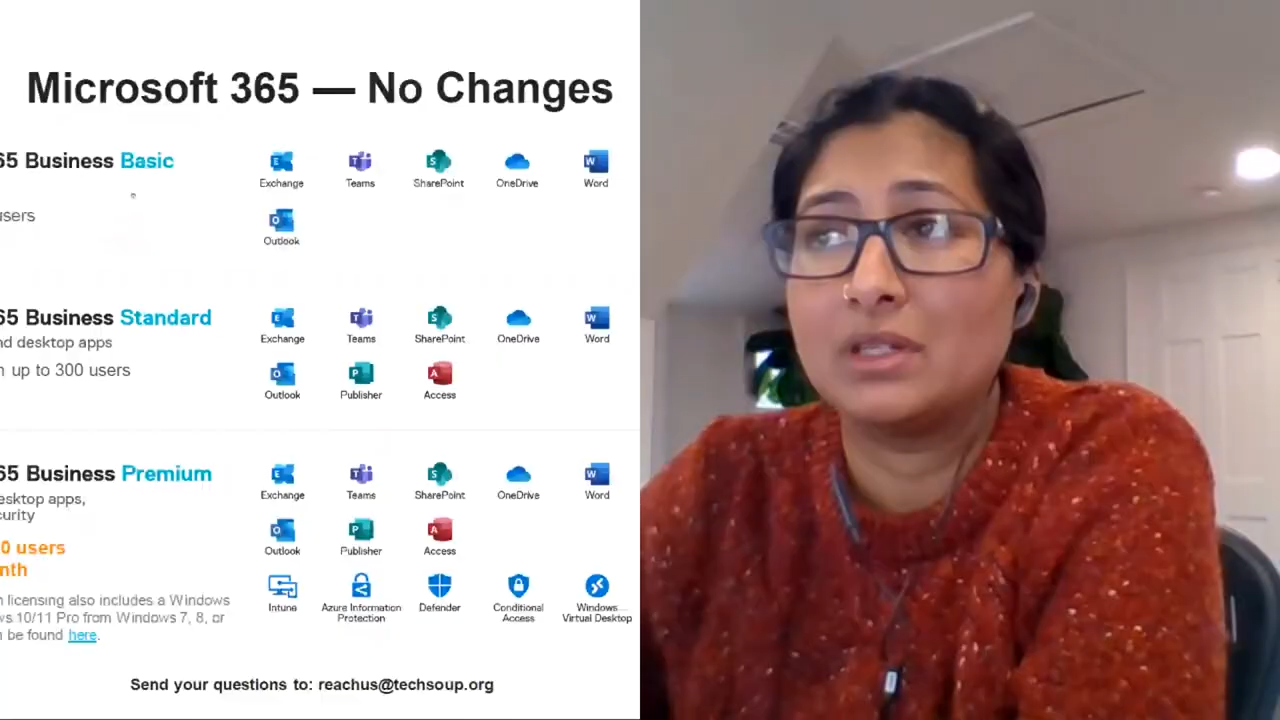 Microsoft 365 — No Changes
65 Business Basic
Exchange Teams SharePoint OneDrive Word
users
Outlook
65 Business Standard
nd desktop apps
Exchange Teams SharePoint OneDrive Word
n up to 300 users
Outlook Publisher Access
65 Business Premium
esktop apps,
Exchange Teams SharePoint OneDrive Word
curity
0 users
Outlook Publisher Access
nth
n licensing also includes a Windows
ws 10/11 Pro from Windows 7, 8, or
n be found here.
Intune Azure Information Protection Defender Conditional Access Windows... Virtual Desktop
Send your questions to: reachus@techsoup.org